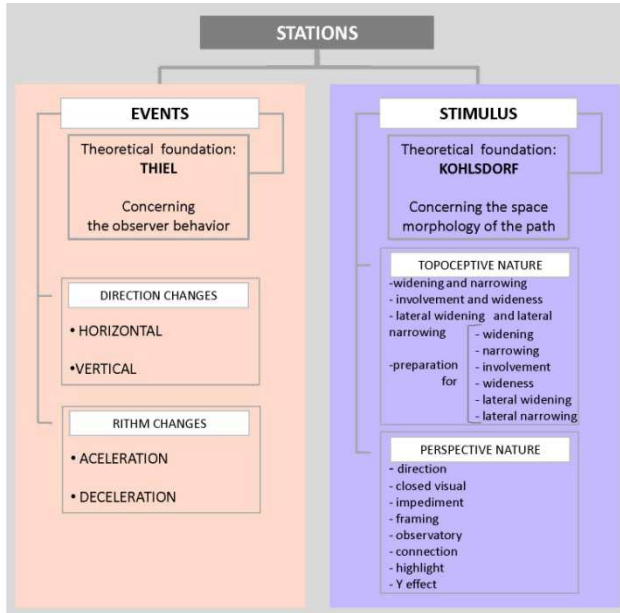 STATIONS
EVENTS
Theoretical foundation:
THIEL
Concerning
the observer behavior
DIRECTION CHANGES
• HORIZONTAL
• VERTICAL
RITHM CHANGES
• ACELERATION
• DECELERATION
STIMULUS
Theoretical foundation:
KOHLSDORF
Concerning the space
morphology of the path
TOPOCEPTIVE NATURE
-widening and narrowing
- involvement and wideness
- lateral widening and lateral
narrowing
-preparation
for
- widening
- narrowing
- involvement
- wideness
- lateral widening
- lateral narrowing
PERSPECTIVE NATURE
- direction
- closed visual
- impediment
- framing
- observatory
- connection
- highlight
- Y effect